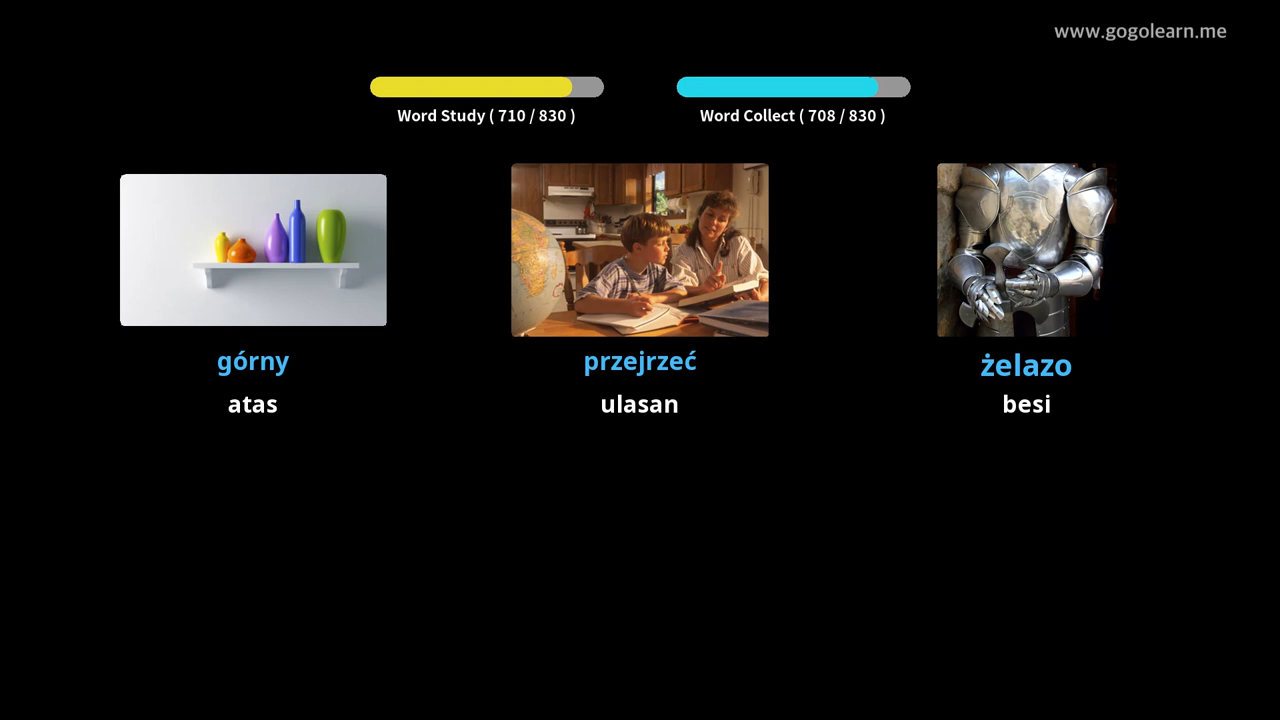 www.gogolearn.me
Word Study ( 710 / 830 )
Word Collect ( 708 / 830 )
górny
przejrzeć
żelazo
atas
ulasan
besi